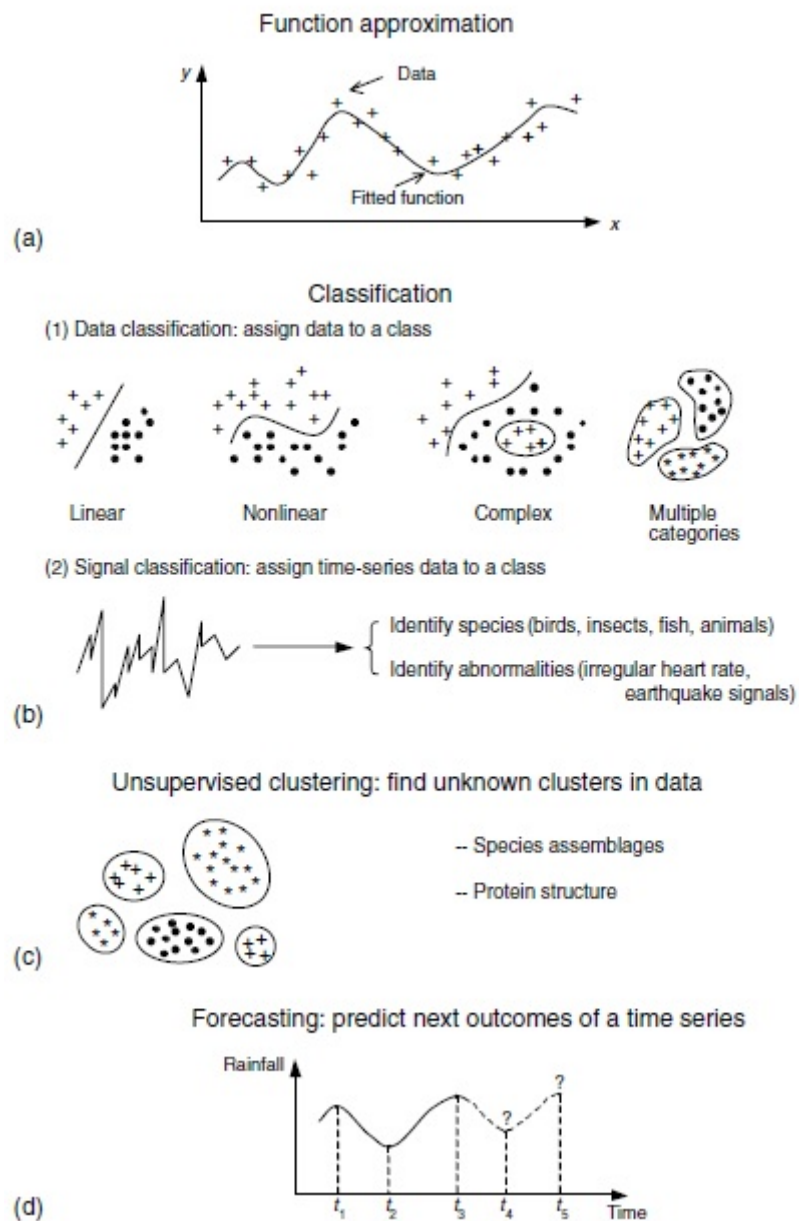 Function approximation
y
Data
Fitted function
x
(a)
Classification
(1) Data classification: assign data to a class
Linear
Nonlinear
Complex
Multiple
categories
(2) Signal classification: assign time-series data to a class
Identify species (birds, insects, fish, animals)
Identify abnormalities (irregular heart rate,
earthquake signals)
(b)
Unsupervised clustering: find unknown clusters in data
-- Species assemblages
-- Protein structure
(c)
Forecasting: predict next outcomes of a time series
Rainfall
? ?
t1 t2 t3 t4 t5 Time
(d)